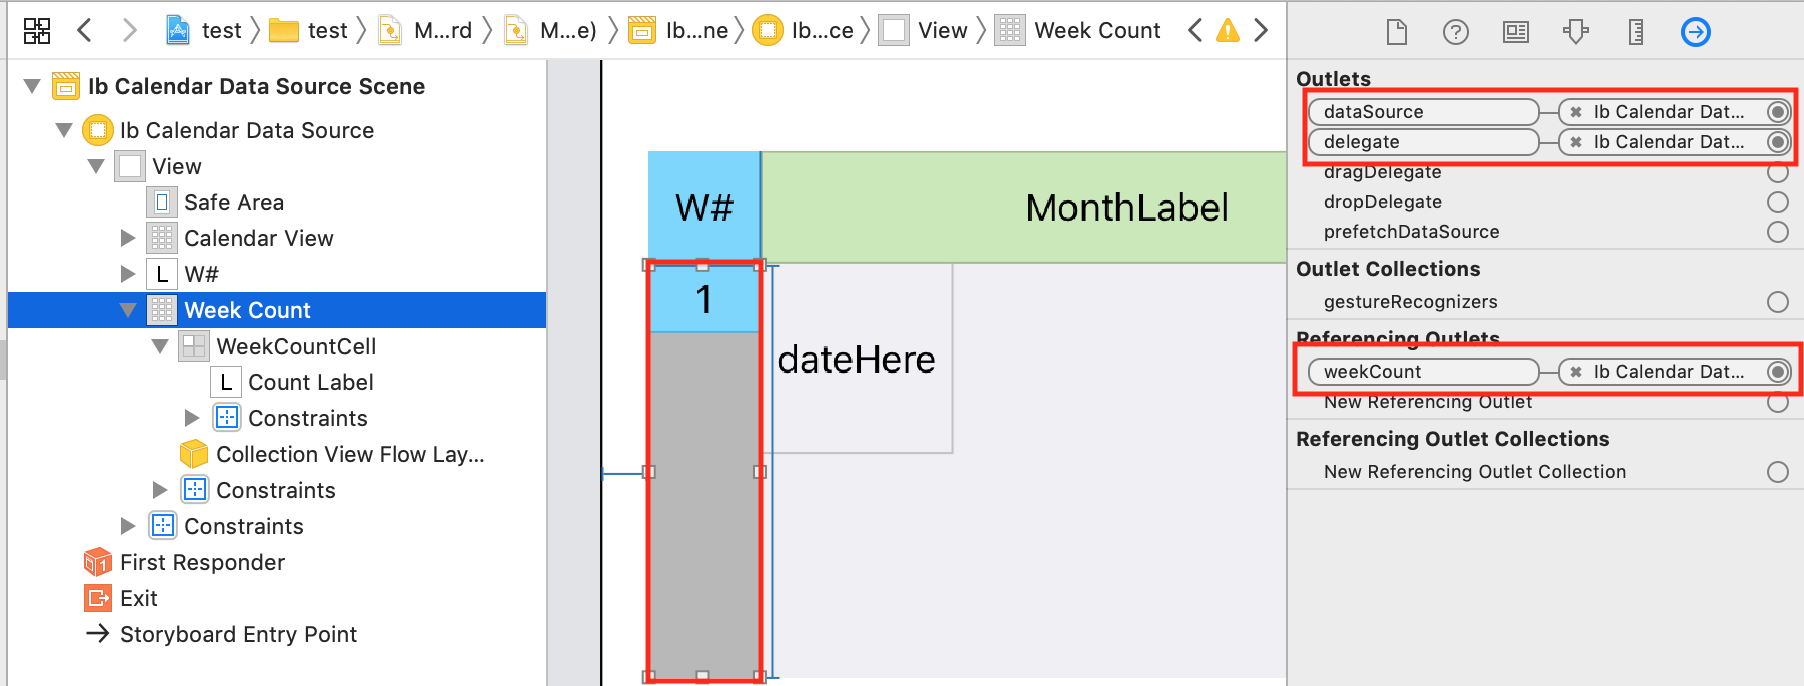 test test M...rd M...e) Ib...ne Ib...ce View Week Count
Ib Calendar Data Source Scene
Ib Calendar Data Source
View
Safe Area
Calendar View
L W#
Week Count
WeekCountCell
L Count Label
Constraints
Collection View Flow Lay...
Constraints
Constraints
1 First Responder
Exit
Storyboard Entry Point
W# MonthLabel
1
dateHere
?
Outlets
dataSource Ib Calendar Dat...
delegate Ib Calendar Dat...
dragDelegate
dropDelegate
prefetchDataSource
Outlet Collections
gestureRecognizers
Referencing Outlets
weekCount Ib Calendar Dat...
New Referencing Outlet
Referencing Outlet Collections
New Referencing Outlet Collection